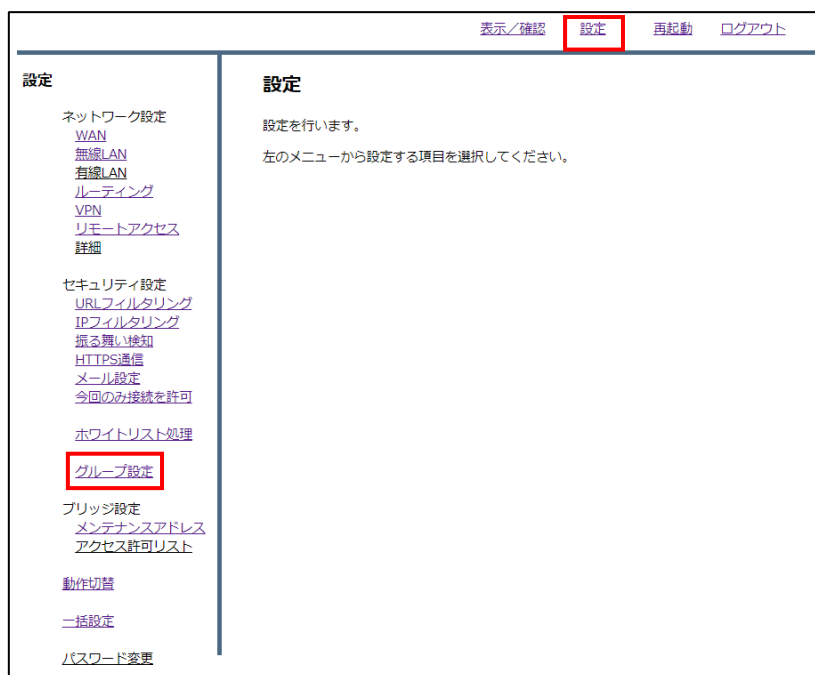 表示／確認 設定 再起動 ログアウト
設定
ネットワーク設定
WAN
無線LAN
有線LAN
ルーティング
VPN
リモートアクセス
詳細
セキュリティ設定
URLフィルタリング
IPフィルタリング
振る舞い検知
HTTPS通信
メール設定
今回のみ接続を許可
ホワイトリスト処理
グループ設定
ブリッジ設定
メンテナンスアドレス
アクセス許可リスト
動作切替
一括設定
パスワード変更
設定
設定を行います。
左のメニューから設定する項目を選択してください。